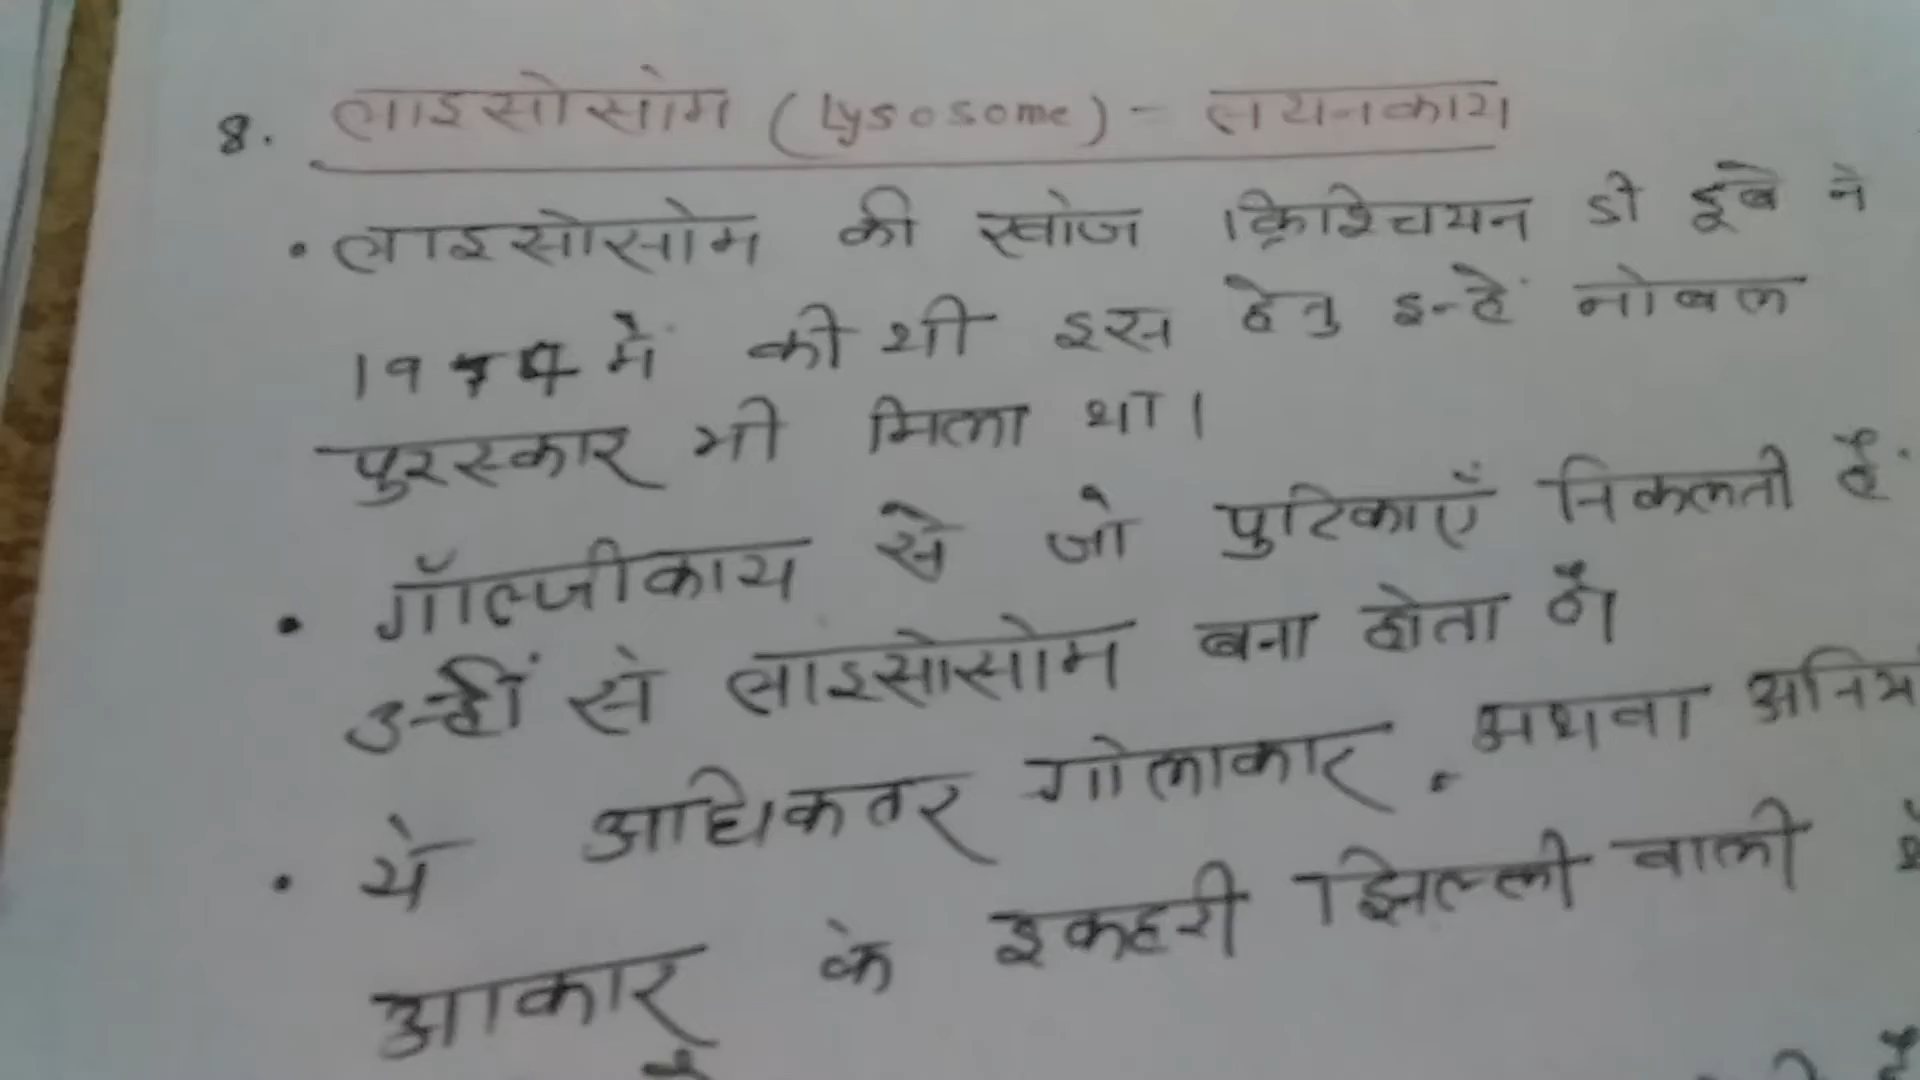 8. लाइसोसोम (Lysosome) - लयनकाय
• लाइसोसोम की खोज क्रिश्चियन डी डूबे ने
1974 में की थी इस हेतु इन्हें नोबल
पुरस्कार भी मिला था।
• गॉल्जीकाय से जो पुटिकाएँ निकलती हैं.
उन्हीं से लाइसोसोम बना होता है।
• ये अधिकतर गोलाकार. अथवा
आकार के इकहरी झिल्ली वाली